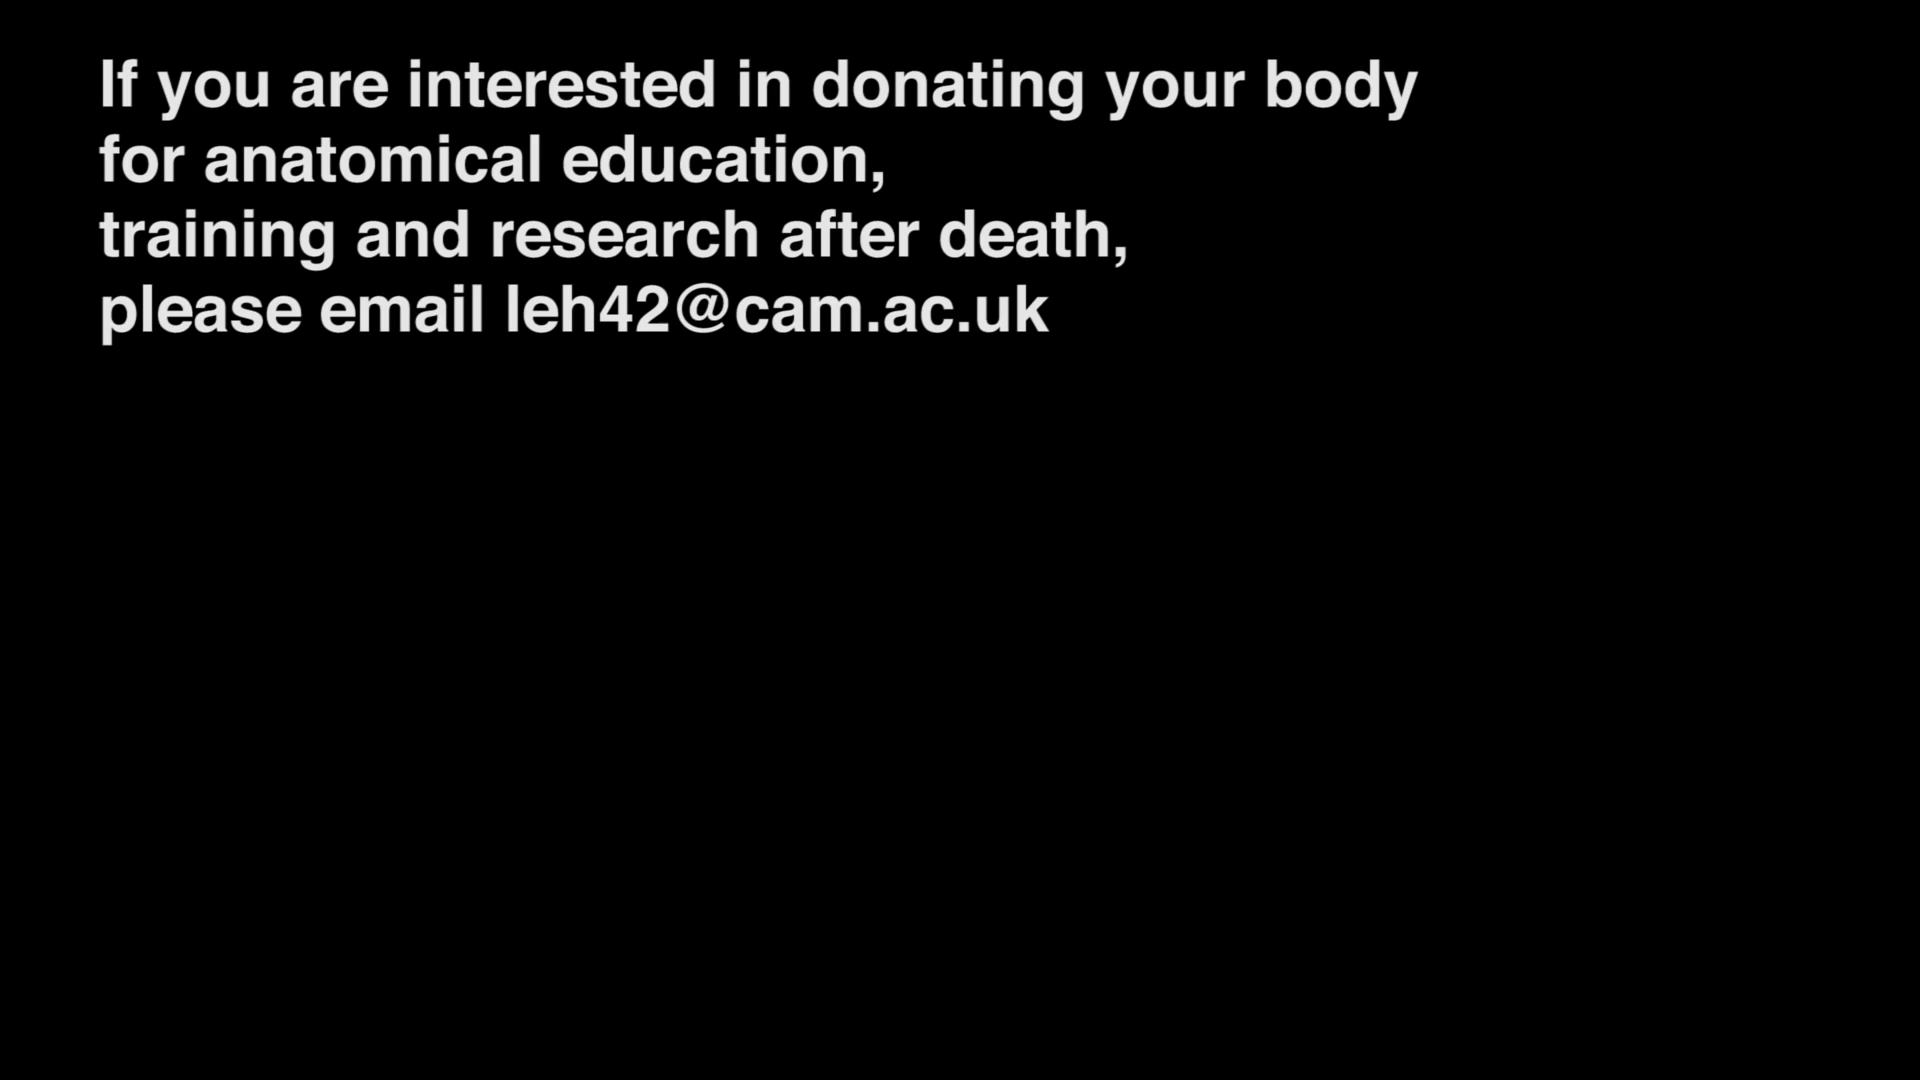 If you are interested in donating your body
for anatomical education,
training and research after death,
please email leh42@cam.ac.uk